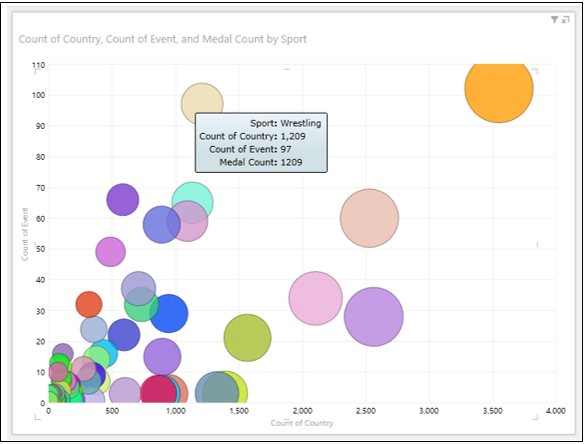 Count of Country, Count of Event, and Medal Count by Sport
110
100
90
80
70
60
50
40
30
20
10
0
Count of Event
Sport: Wrestling
Count of Country: 1,209
Count of Event: 97
Medal Count: 1209
0 500 1,000 1,500 2,000 2,500 3,000 3,500 4.000
Count of Country